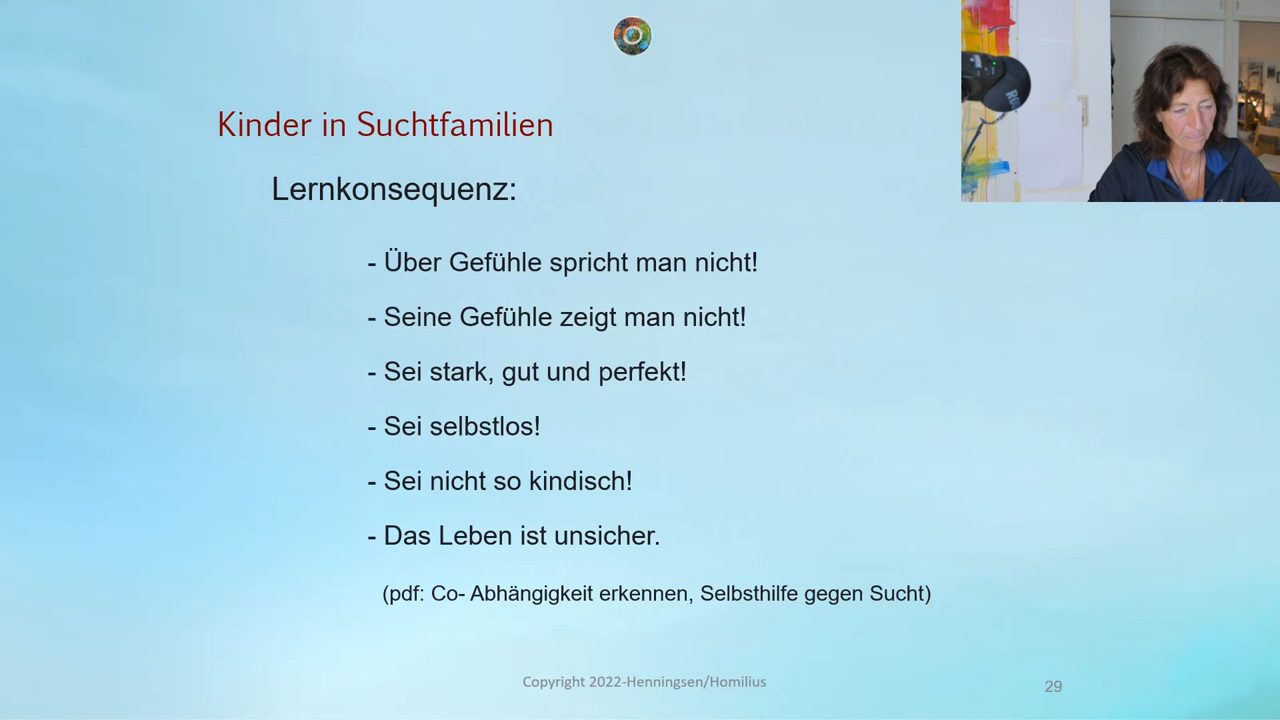 Kinder in Suchtfamilien
Lernkonsequenz:
- Über Gefühle spricht man nicht!
- Seine Gefühle zeigt man nicht!
- Sei stark, gut und perfekt!
- Sei selbstlos!
- Sei nicht so kindisch!
- Das Leben ist unsicher.
(pdf: Co- Abhängigkeit erkennen, Selbsthilfe gegen Sucht)
Copyright 2022-Henningsen/Homilius
29